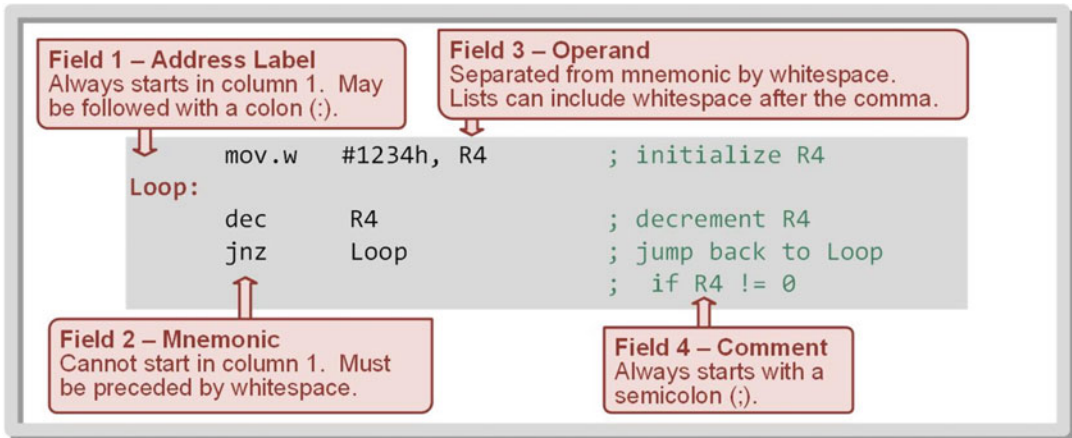 Field 1 – Address Label
Always starts in column 1. May
be followed with a colon (:).
Field 3 – Operand
Separated from mnemonic by whitespace.
Lists can include whitespace after the comma.
mov.w #1234h, R4 ; initialize R4
Loop:
dec R4 ; decrement R4
jnz Loop ; jump back to Loop
; if R4 != 0
Field 2 – Mnemonic
Cannot start in column 1. Must
be preceded by whitespace.
Field 4 – Comment
Always starts with a
semicolon (;).